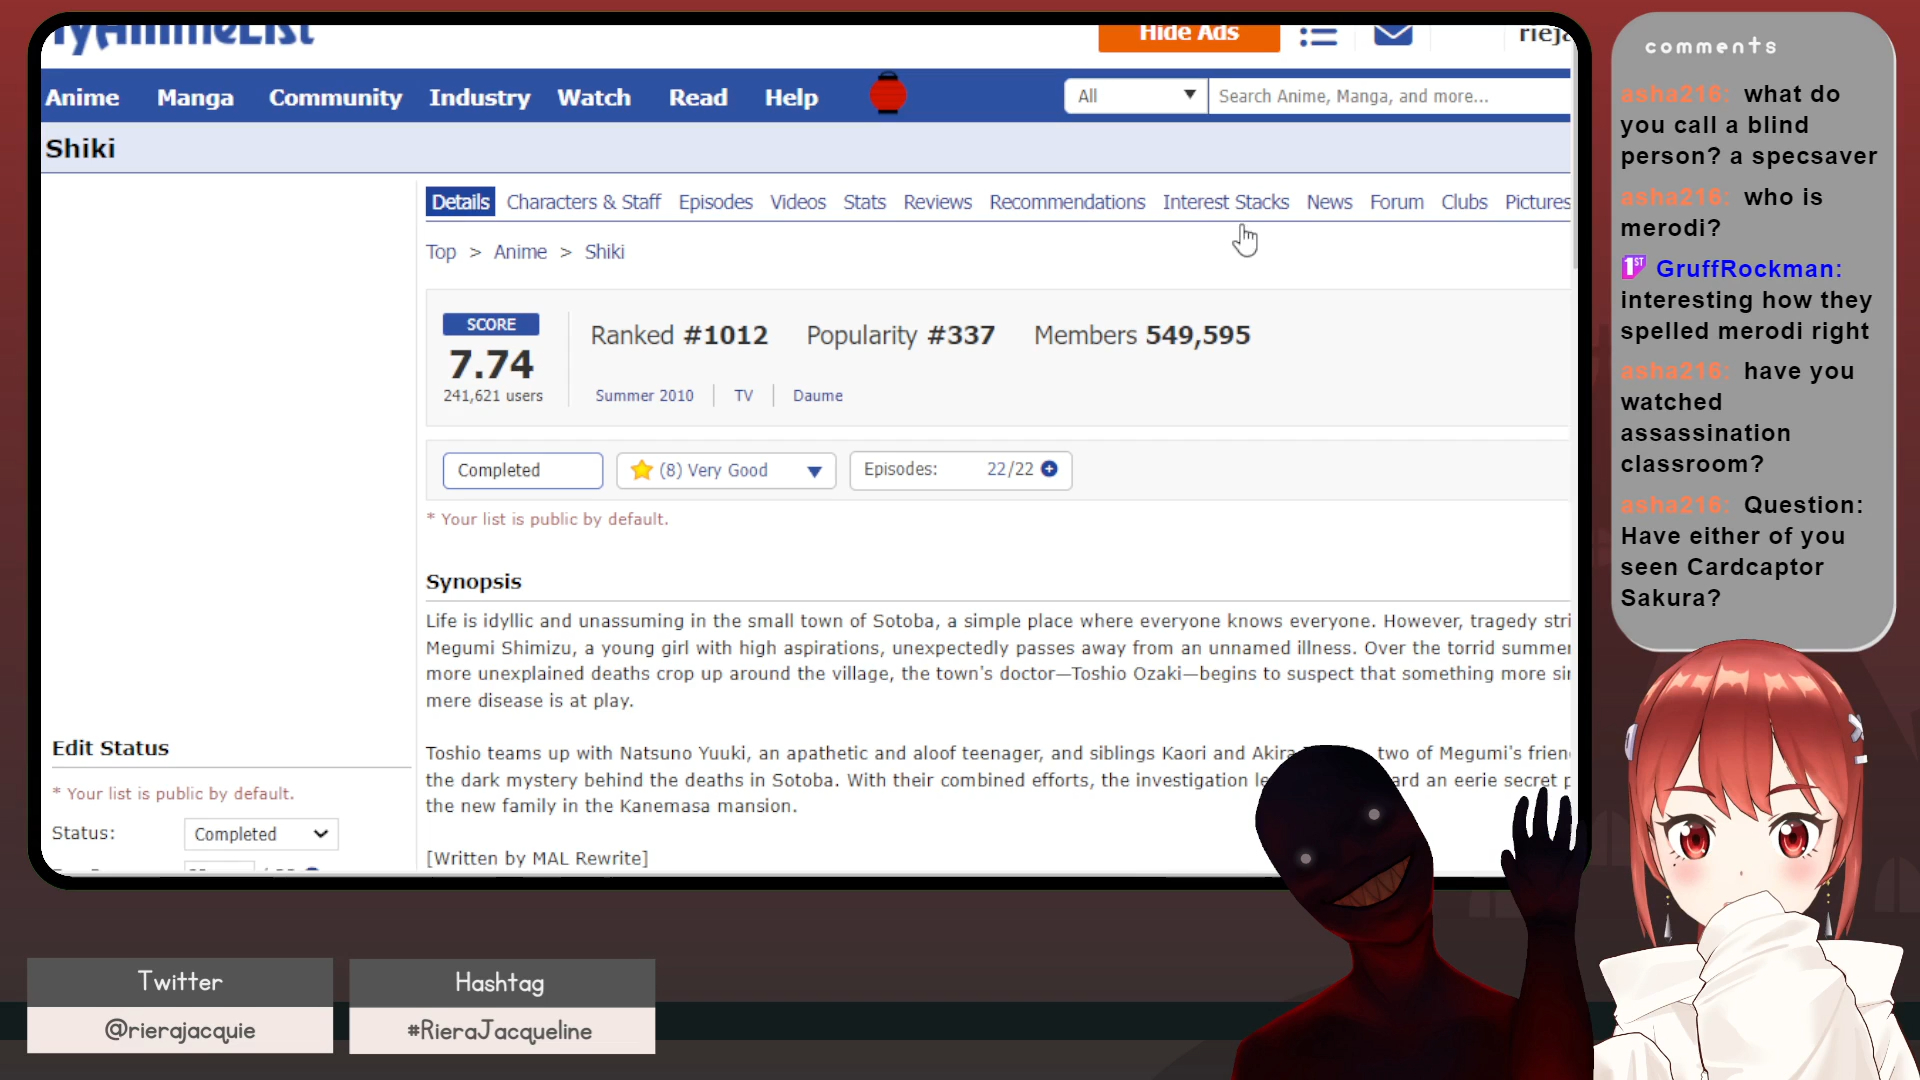 MyAnimeList
Hide Ads
rieja
Anime Manga Community Industry Watch Read Help
All
Search Anime, Manga, and more...
Shiki
Details Characters & Staff Episodes Videos Stats Reviews Recommendations Interest Stacks News Forum Clubs Pictures
Top > Anime > Shiki
SCORE
7.74
241,621 users
Ranked #1012 Popularity #337 Members 549,595
Summer 2010 TV Daume
Completed
(8) Very Good
Episodes: 22/22
* Your list is public by default.
Synopsis
Life is idyllic and unassuming in the small town of Sotoba, a simple place where everyone knows everyone. However, tragedy stri
Megumi Shimizu, a young girl with high aspirations, unexpectedly passes away from an unnamed illness. Over the torrid summer
more unexplained deaths crop up around the village, the town's doctor—Toshio Ozaki—begins to suspect that something more si
mere disease is at play.
Toshio teams up with Natsuno Yuuki, an apathetic and aloof teenager, and siblings Kaori and Akira two of Megumi's frien
the dark mystery behind the deaths in Sotoba. With their combined efforts, the investigation le ard an eerie secret p
the new family in the Kanemasa mansion.
[Written by MAL Rewrite]
Edit Status
* Your list is public by default.
Status: Completed
comments
asha216: what do
you call a blind
person? a specsaver
asha216: who is
merodi?
1ST GruffRockman:
interesting how they
spelled merodi right
asha216: have you
watched
assassination
classroom?
asha216: Question:
Have either of you
seen Cardcaptor
Sakura?
Twitter
@rierajacquie
Hashtag
#RieraJacqueline